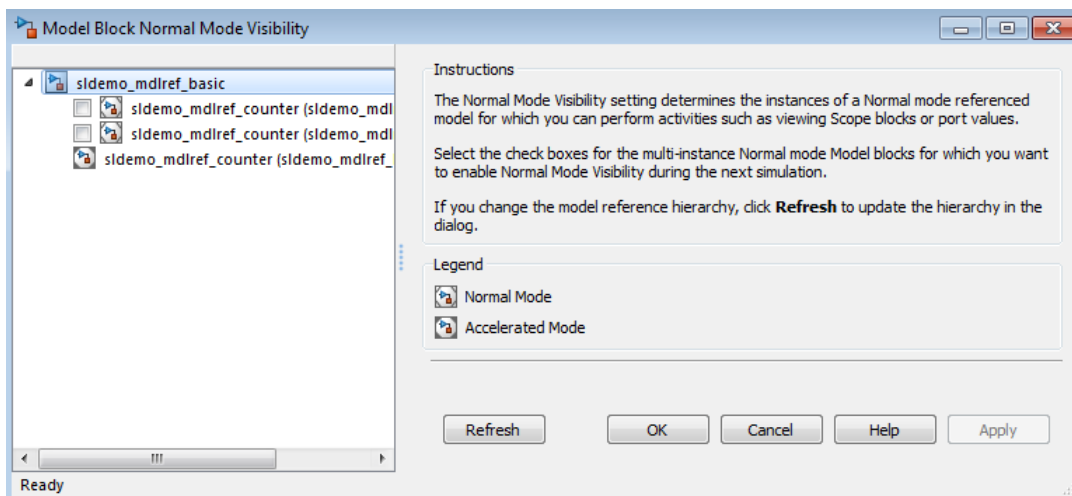 Model Block Normal Mode Visibility
sldemo_mdlref_basic
sldemo_mdlref_counter (sldemo_mdl
sldemo_mdlref_counter (sldemo_mdl
sldemo_mdlref_counter (sldemo_mdlref_
Instructions
The Normal Mode Visibility setting determines the instances of a Normal mode referenced
model for which you can perform activities such as viewing Scope blocks or port values.
Select the check boxes for the multi-instance Normal mode Model blocks for which you want
to enable Normal Mode Visibility during the next simulation.
If you change the model reference hierarchy, click Refresh to update the hierarchy in the
dialog.
Legend
Normal Mode
Accelerated Mode
Refresh OK Cancel Help Apply
Ready